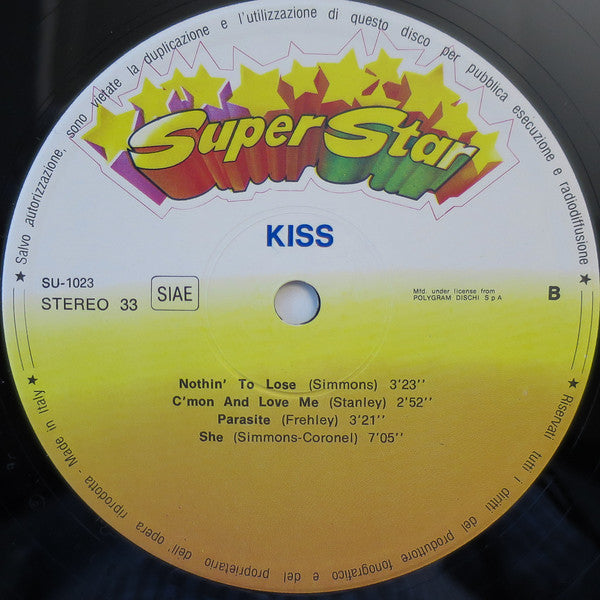 ★ Salvo autorizzazione, sono vietate la duplicazione e l'utilizzazione di questo disco per pubblica esecuzione e radiodiffusione ★
Super Star
KISS
SU-1023
STEREO 33
SIAE
Mfd. under license from
POLYGRAM DISCHI S p A
B
Nothin' To Lose (Simmons) 3'23''
C'mon And Love Me (Stanley) 2'52''
Parasite (Frehley) 3'21''
She (Simmons-Coronel) 7'05''
★ Riservati tutti i diritti del produttore fonografico e del proprietario dell' opera riprodotta - Made in Italy ★